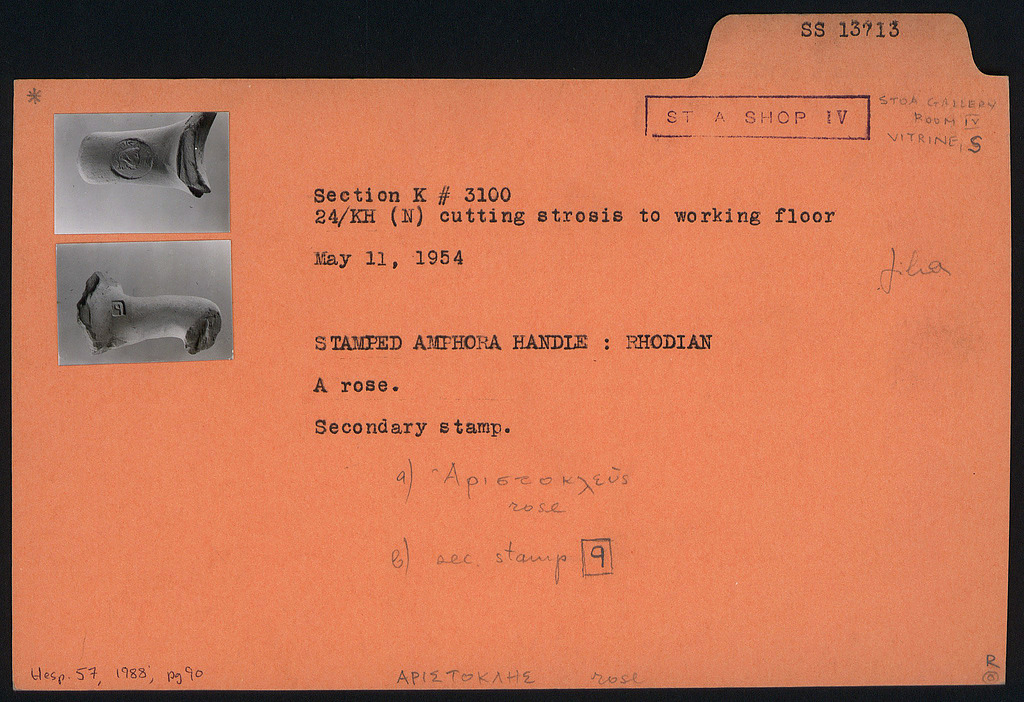 SS 13713
*
ST A SHOP IV
STOA GALLERY
ROOM IV
VITRINE, S
Section K # 3100
24/KH (N) cutting strosis to working floor
May 11, 1954
STAMPED AMPHORA HANDLE : RHODIAN
A rose.
Secondary stamp.
a) Ἀριστοκλεῦς
rose
b) sec. stamp 9
Hesp. 57, 1988, pg 90
ΑΡΙΣΤΟΚΛΗΣ rose
R